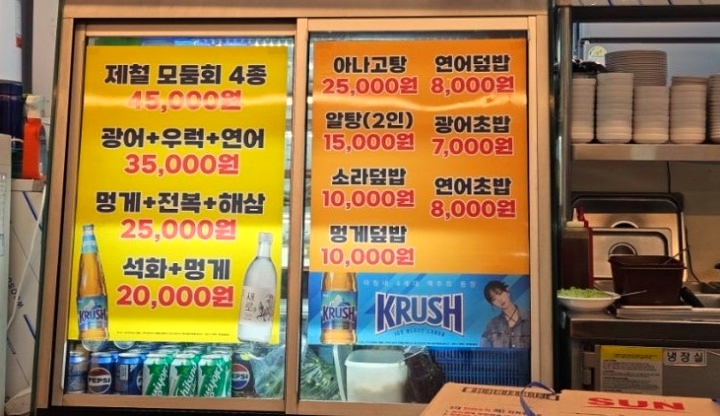 제철 모둠회 4종
45,000원
광어+우럭+연어
35,000원
멍게+전복+해삼
25,000원
석화+멍게
20,000원
새로
아나고탕
25,000원
알탕(2인)
15,000원
소라덮밥
10,000원
멍게덮밥
10,000원
연어덮밥
8,000원
광어초밥
7,000원
연어초밥
8,000원
KRUSH
KRUSH
PEPSI
PEPSI
냉장실
SUN